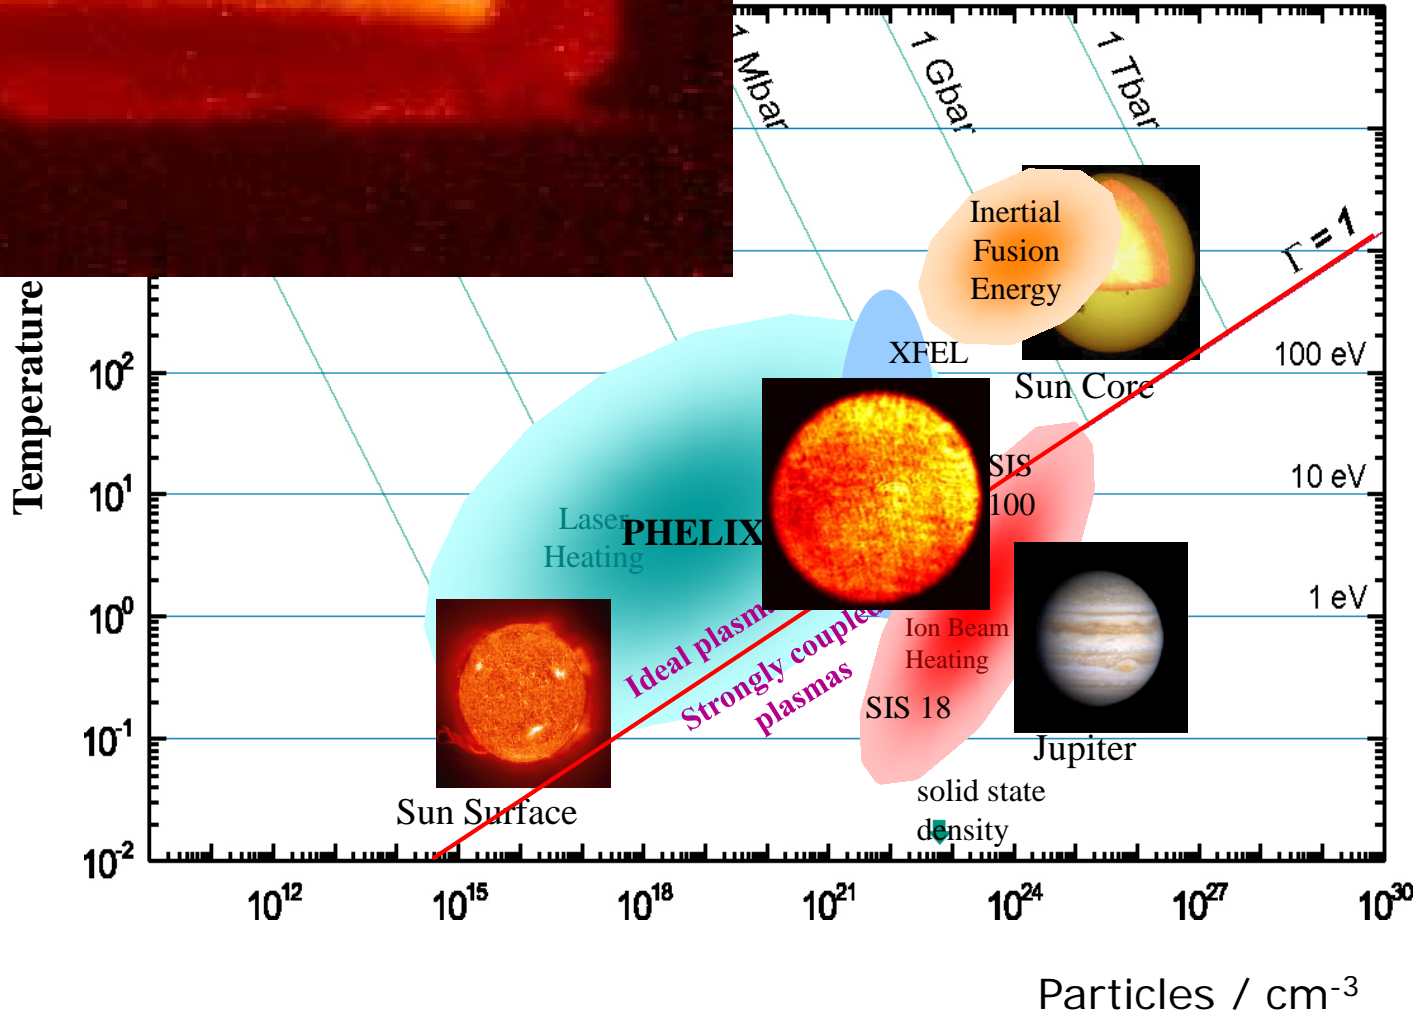 1 Mbar
1 Gbar
1 Tbar
Γ = 1
Inertial
Fusion
Energy
XFEL
Sun Core
100 eV
10 eV
1 eV
SIS
100
Laser
Heating
PHELIX
Ideal plasm
Strongly coupled
plasmas
Ion Beam
Heating
SIS 18
Jupiter
Sun Surface
solid state
density
Temperature
10²
10¹
10⁰
10⁻¹
10⁻²
10¹² 10¹⁵ 10¹⁸ 10²¹ 10²⁴ 10²⁷ 10³⁰
Particles / cm⁻³